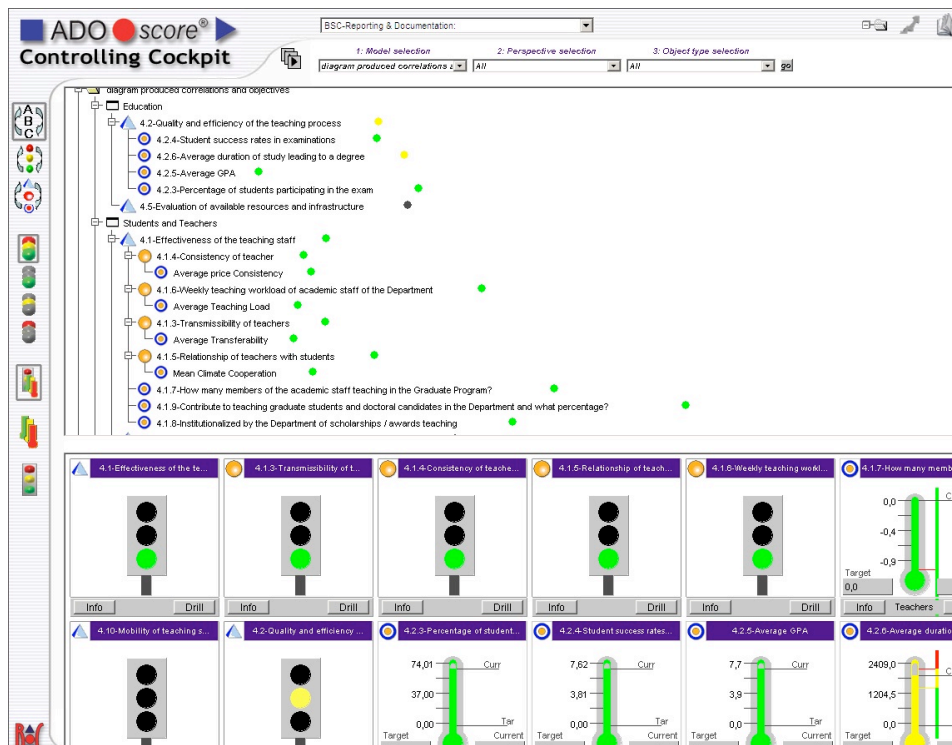 ADO score®
Controlling Cockpit
BSC-Reporting & Documentation:
1: Model selection 2: Perspective selection 3: Object type selection
diagram produced correlations & All All go
A
B
C
diagram produced correlations and objectives
Education
4.2-Quality and efficiency of the teaching process
4.2.4-Student success rates in examinations
4.2.6-Average duration of study leading to a degree
4.2.5-Average GPA
4.2.3-Percentage of students participating in the exam
4.5-Evaluation of available resources and infrastructure
Students and Teachers
4.1-Effectiveness of the teaching staff
4.1.4-Consistency of teacher
Average price Consistency
4.1.6-Weekly teaching workload of academic staff of the Department
Average Teaching Load
4.1.3-Transmissibility of teachers
Average Transferability
4.1.5-Relationship of teachers with students
Mean Climate Cooperation
4.1.7-How many members of the academic staff teaching in the Graduate Program?
4.1.9-Contribute to teaching graduate students and doctoral candidates in the Department and what percentage?
4.1.8-Institutionalized by the Department of scholarships / awards teaching
4.1-Effectiveness of the te... 4.1.3-Transmissibility of t... 4.1.4-Consistency of teache... 4.1.5-Relationship of teach... 4.1.6-Weekly teaching workl... 4.1.7-How many memb
0,0
-0,4
-0,9
Target
0,0
Info Drill Info Drill Info Drill Info Drill Info Drill Info Teachers
4.10-Mobility of teaching s... 4.2-Quality and efficiency ... 4.2.3-Percentage of student... 4.2.4-Student success rates... 4.2.5-Average GPA 4.2.6-Average duratio
74,01 Curr 7,62 Curr 7,7 Curr 2409,0
37,00 3,81 3,9 1204,5
0,00 Tar 0,00 Tar 0,0 Tar 0,0
Target Current Target Current Target Current Target